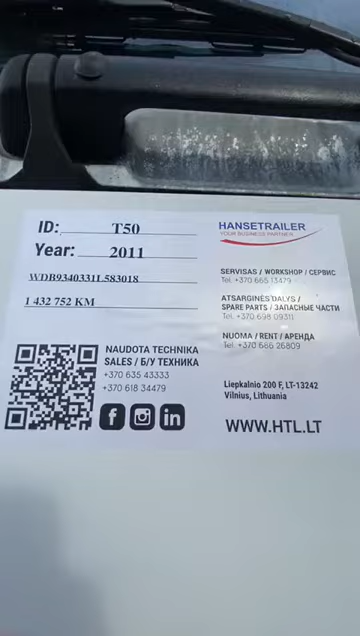 ID: T50
Year: 2011
WDB9340331L583018
1 432 752 KM
HANSETRAILER
YOUR BUSINESS PARTNER
SERVISAS / WORKSHOP / СЕРВИС
Tel. +370 665 13479
ATSARGINĖS DALYS /
SPARE PARTS / ЗАПАСНЫЕ ЧАСТИ
Tel. +370 698 09311
NUOMA / RENT / АРЕНДА
Tel. +370 686 26809
NAUDOTA TECHNIKA
SALES / Б/У ТЕХНИКА
+370 635 43333
+370 618 34479
Liepkalnio 200 F, LT-13242
Vilnius, Lithuania
WWW.HTL.LT